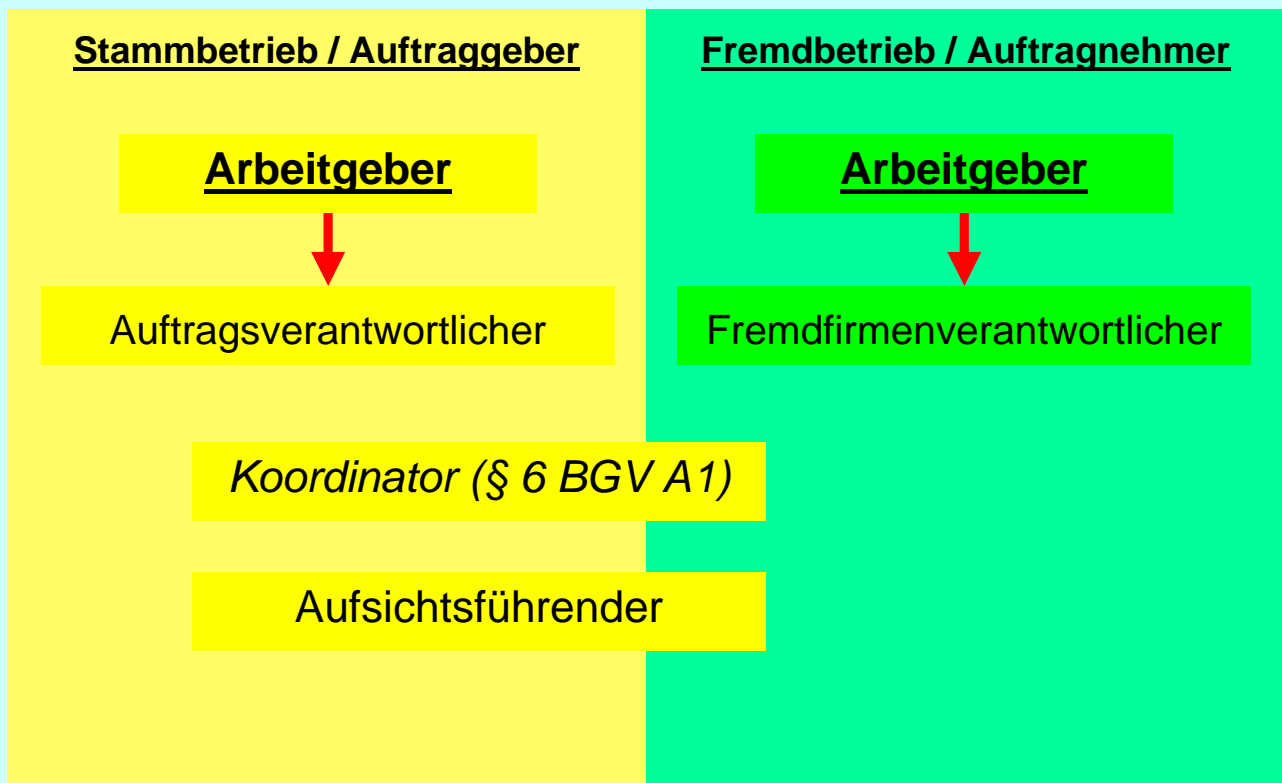 Stammbetrieb / Auftraggeber
Fremdbetrieb / Auftragnehmer
Arbeitgeber
Arbeitgeber
Auftragsverantwortlicher
Fremdfirmenverantwortlicher
Koordinator (§ 6 BGV A1)
Aufsichtsführender